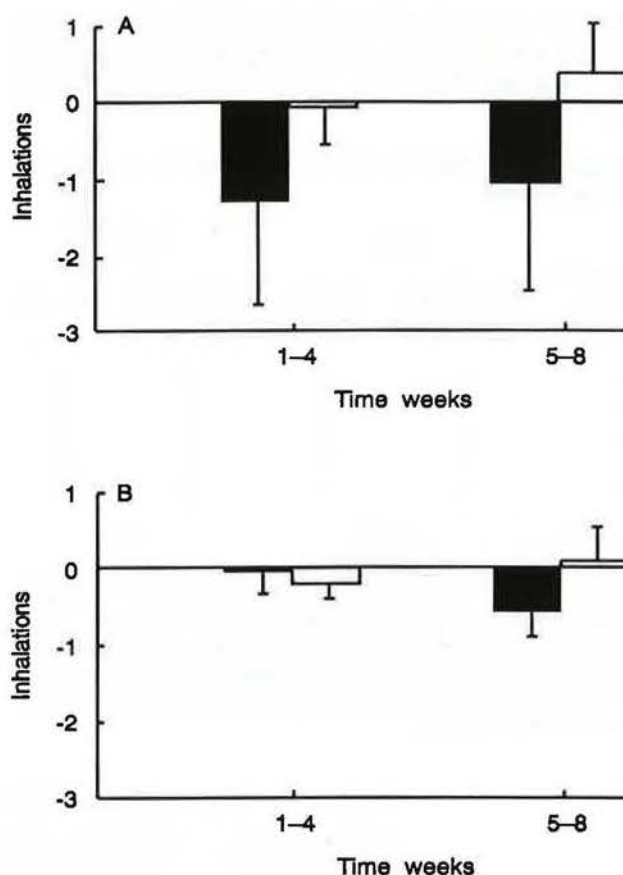 A
Inhalations
1
0
-1
-2
-3
1–4 5–8
Time weeks
B
Inhalations
1
0
-1
-2
-3
1–4 5–8
Time weeks